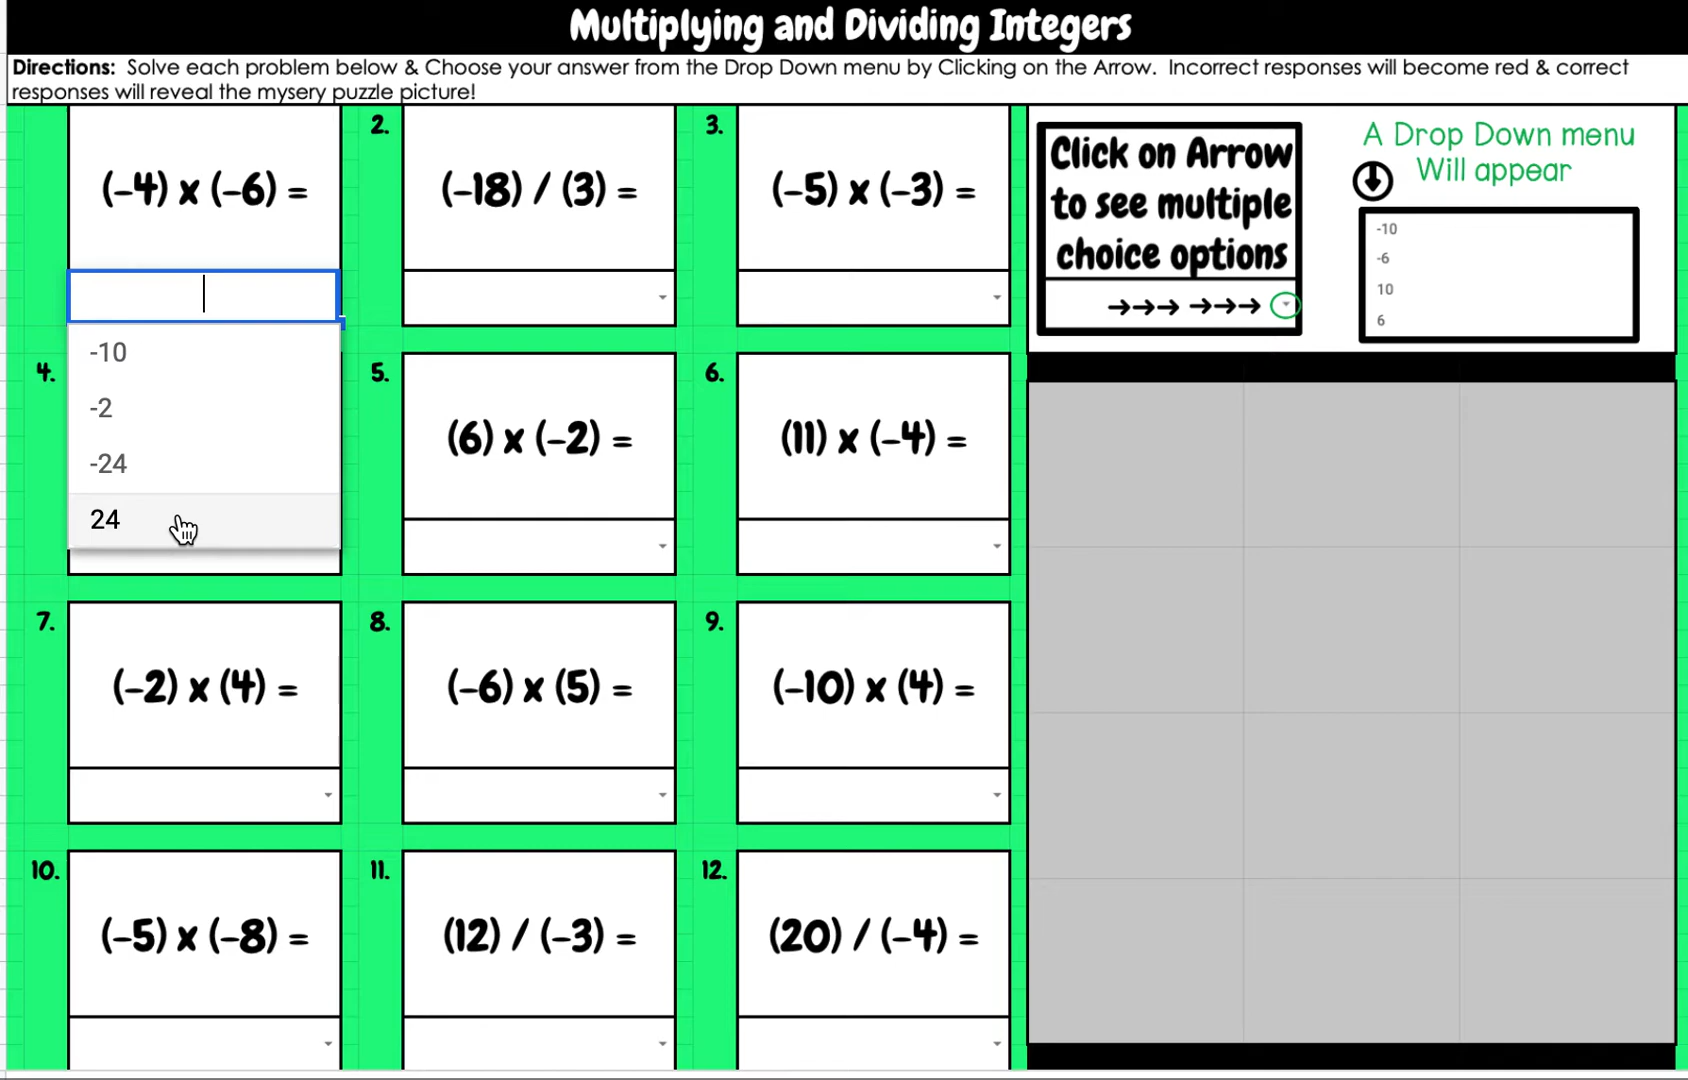 Multiplying and Dividing Integers
Directions: Solve each problem below & Choose your answer from the Drop Down menu by Clicking on the Arrow. Incorrect responses will become red & correct
responses will reveal the mysery puzzle picture!
(-4) x (-6) =
-10
-2
-24
24
2.
(-18) / (3) =
3.
(-5) x (-3) =
Click on Arrow
to see multiple
choice options
→→→ →→→
A Drop Down menu
Will appear
-10
-6
10
6
4.
5.
(6) x (-2) =
6.
(11) x (-4) =
7.
(-2) x (4) =
8.
(-6) x (5) =
9.
(-10) x (4) =
10.
(-5) x (-8) =
11.
(12) / (-3) =
12.
(20) / (-4) =